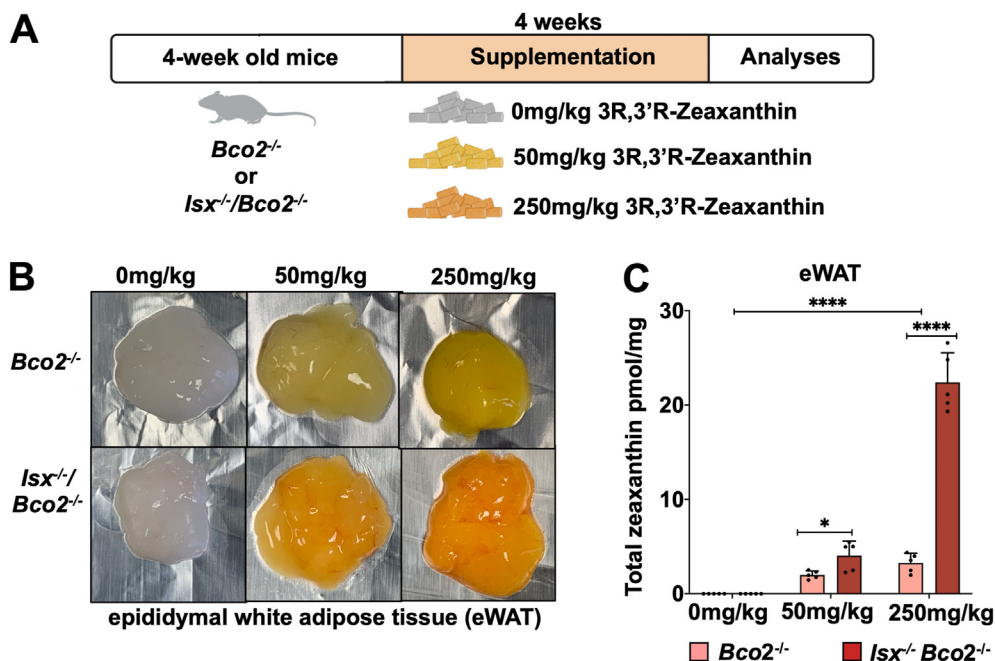 A
4 weeks
4-week old mice
Supplementation
Analyses
Bco2-/-
or
Isx-/-/Bco2-/-
0mg/kg 3R,3’R-Zeaxanthin
50mg/kg 3R,3’R-Zeaxanthin
250mg/kg 3R,3’R-Zeaxanthin
B
0mg/kg
50mg/kg
250mg/kg
Bco2-/-
Isx-/-/
Bco2-/-
epididymal white adipose tissue (eWAT)
C
eWAT
Total zeaxanthin pmol/mg
30
20
10
0
****
****
*
0mg/kg
50mg/kg
250mg/kg
Bco2-/-
Isx-/- Bco2-/-